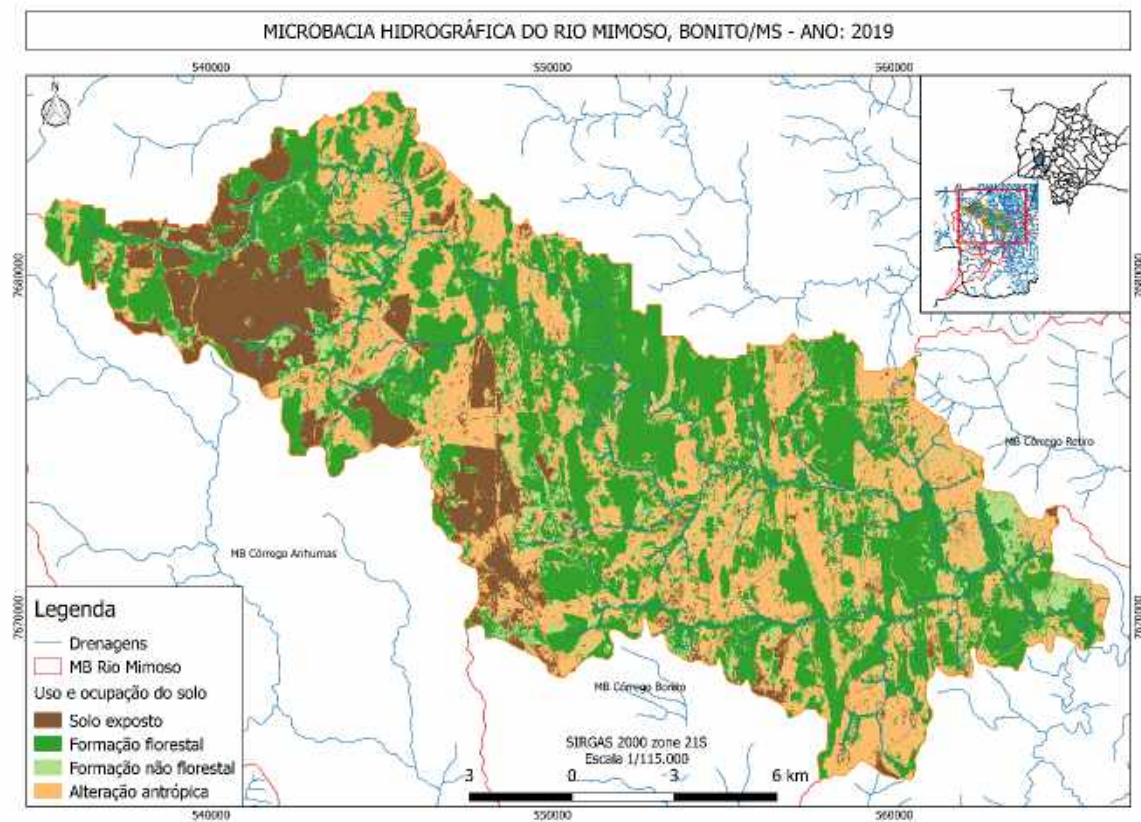 MICROBACIA HIDROGRÁFICA DO RIO MIMOSO, BONITO/MS - ANO: 2019
540000
550000
560000
N
7680000
7680000
MB Córrego Retiro
MB Córrego Anhumas
7670000
7670000
MB Córrego Bonito
Legenda
Drenagens
MB Rio Mimoso
Uso e ocupação do solo
Solo exposto
Formação florestal
Formação não florestal
Alteração antrópica
SIRGAS 2000 zone 21S
Escala 1/115.000
3 0 3 6 km
540000
550000
560000